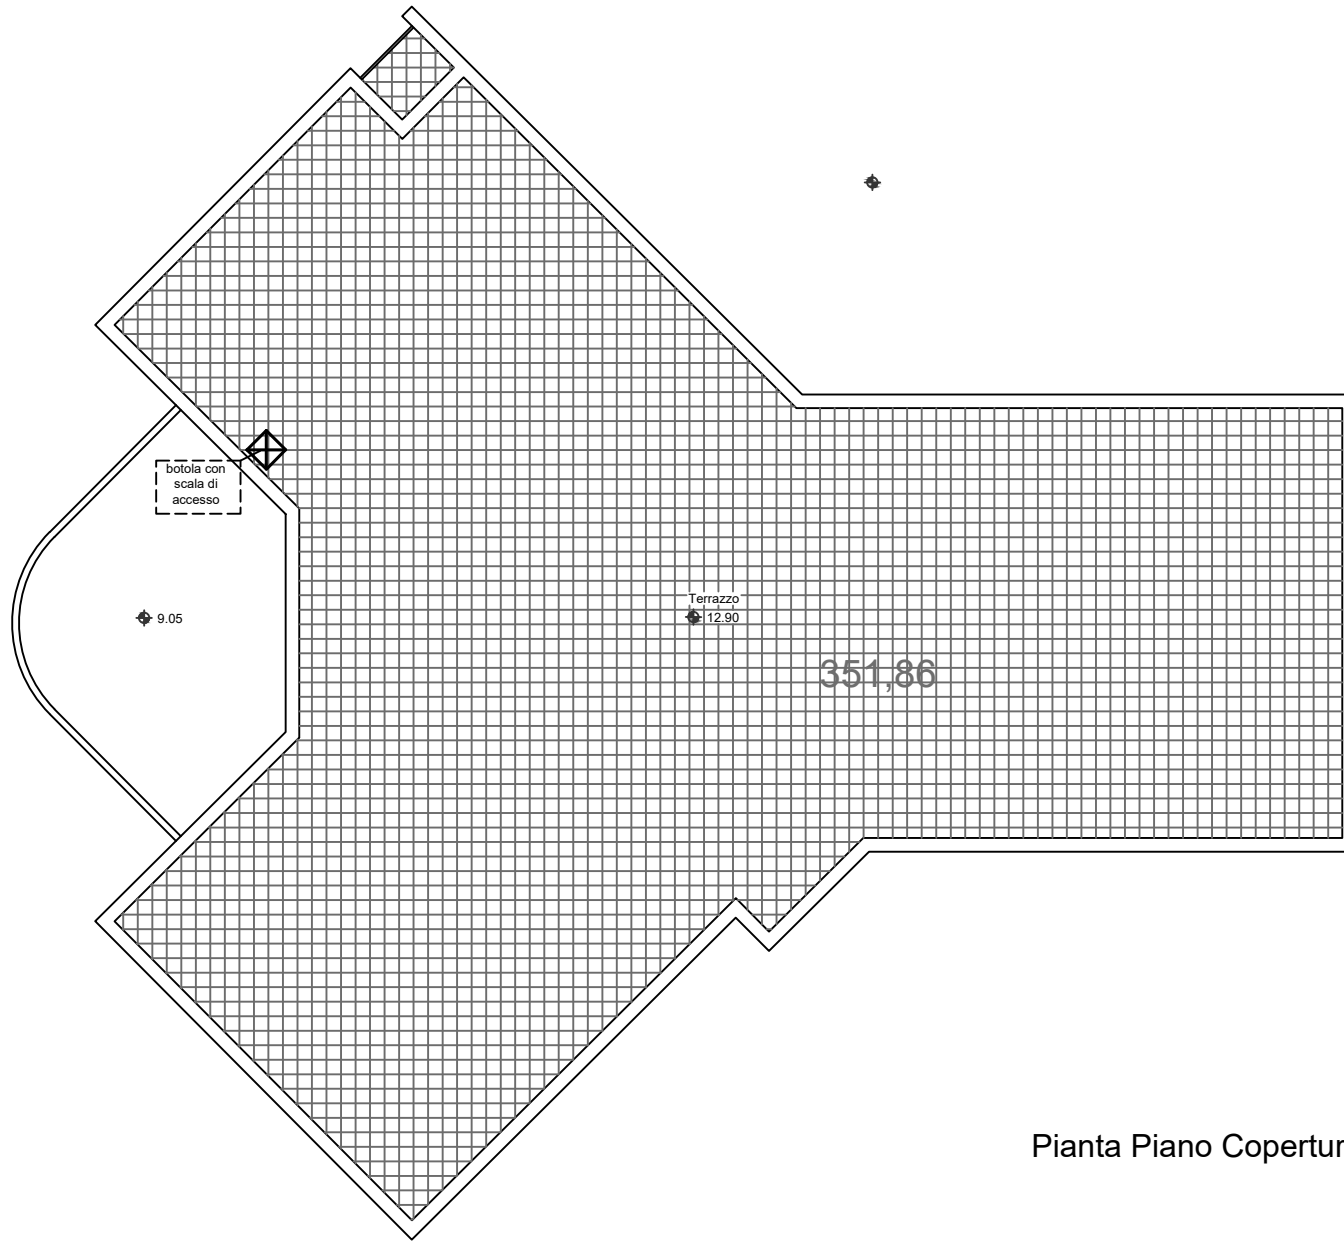 botola con
scala di
accesso
9.05
Terrazzo
12.90
351,86
Pianta Piano Copertur